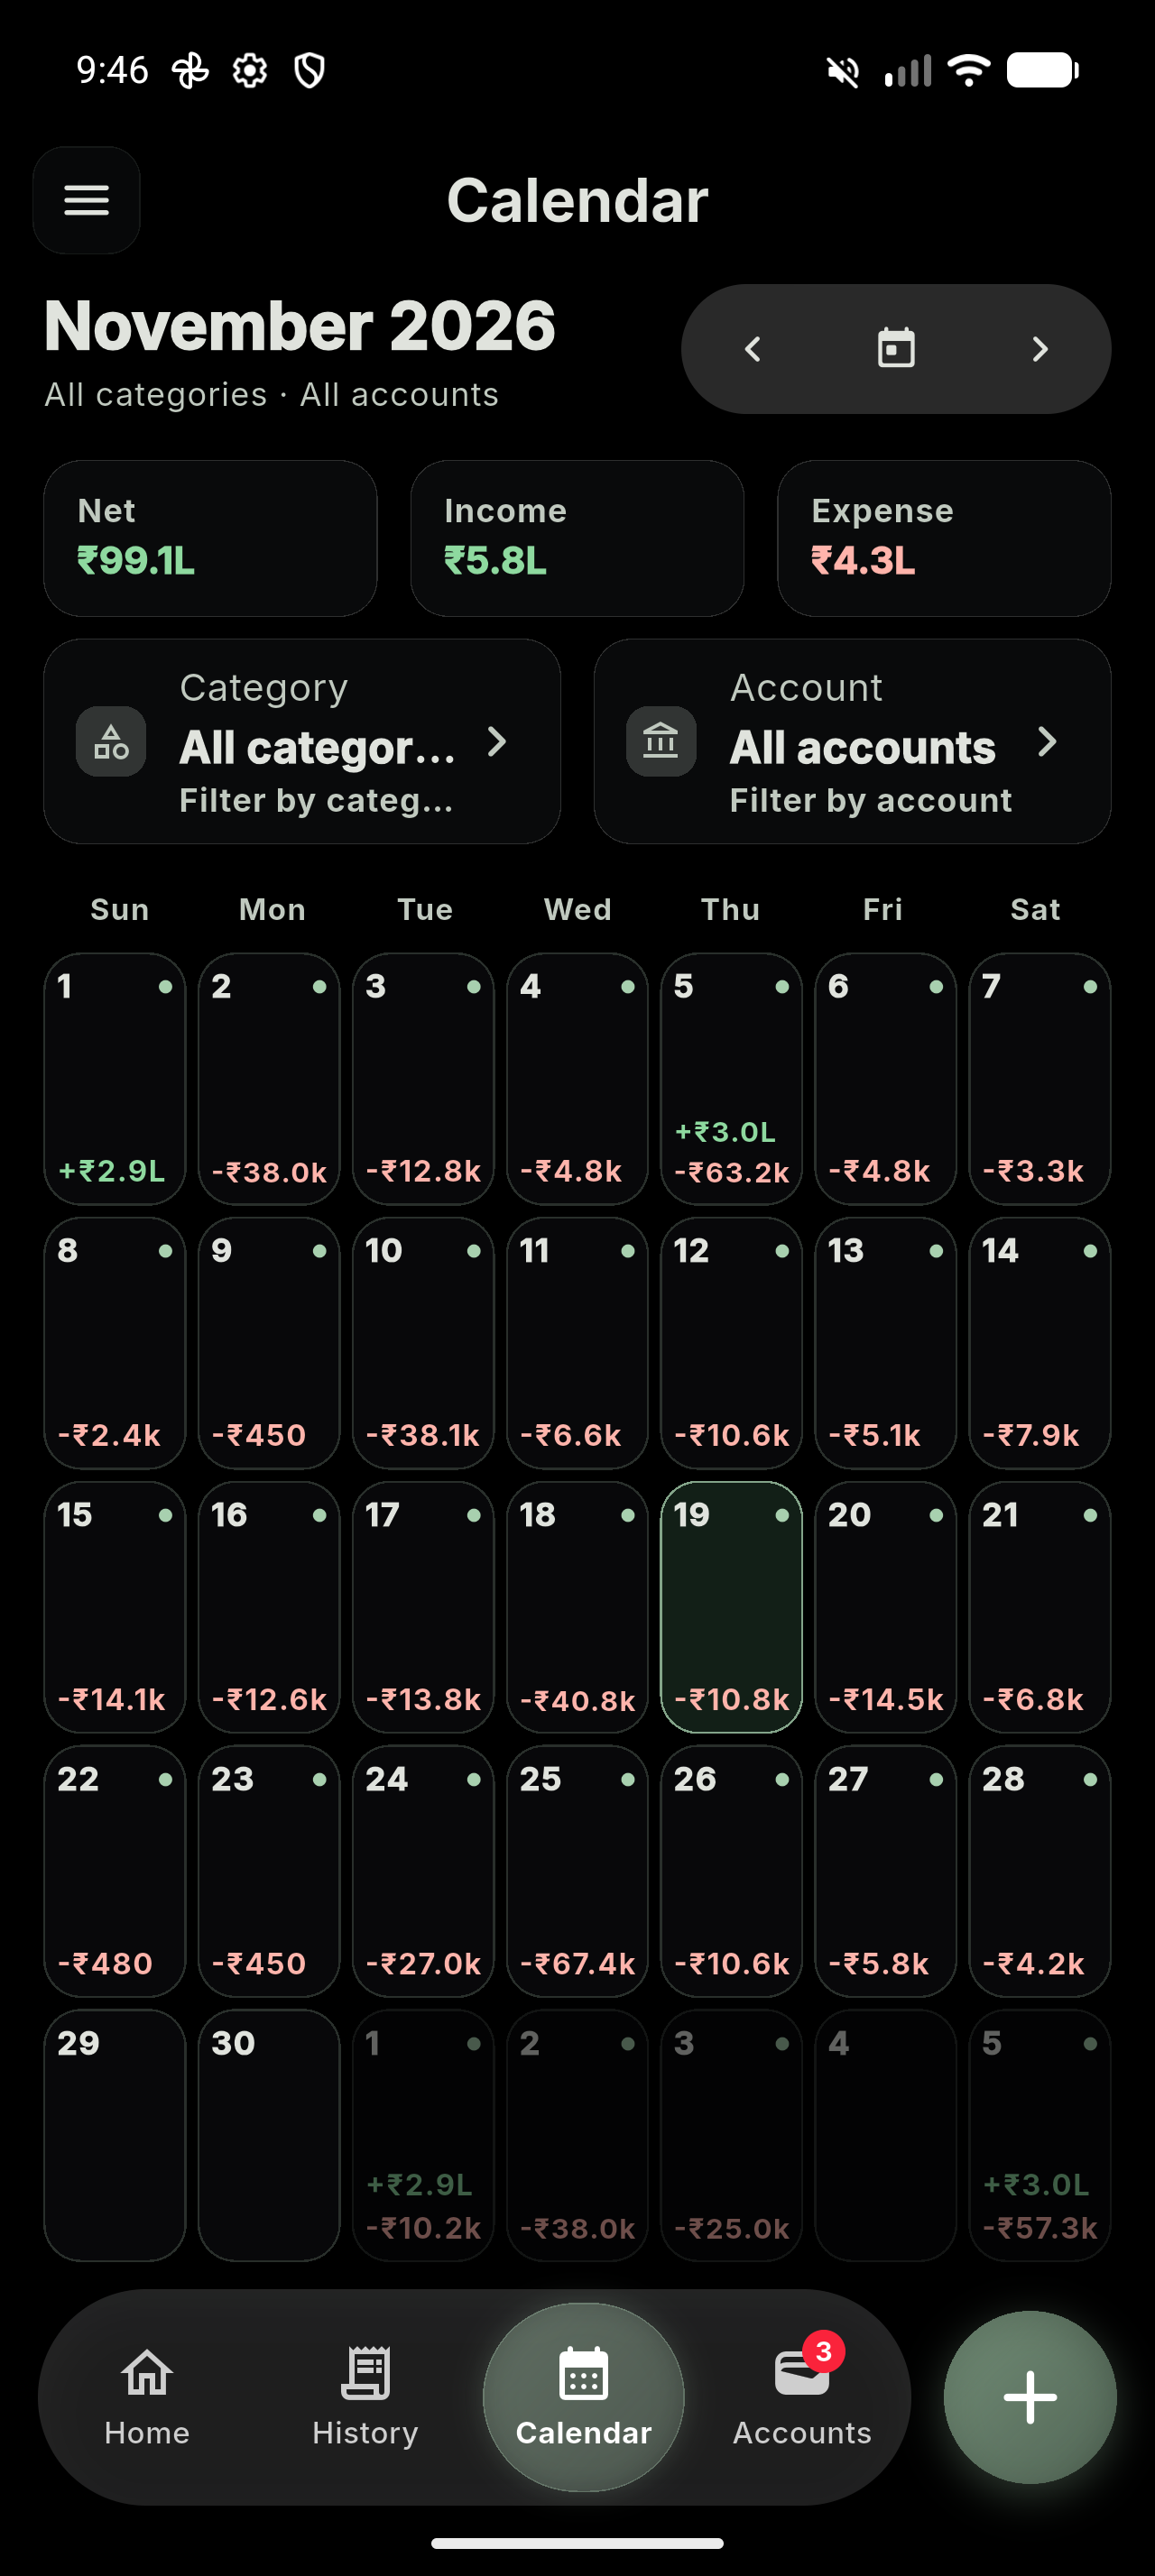 9:46
Calendar
November 2026
All categories · All accounts
Net
₹99.1L
Income
₹5.8L
Expense
₹4.3L
Category
All categor...
Filter by categ...
Account
All accounts
Filter by account
Sun Mon Tue Wed Thu Fri Sat
1 2 3 4 5 6 7
+₹3.0L
+₹2.9L -₹38.0k -₹12.8k -₹4.8k -₹63.2k -₹4.8k -₹3.3k
8 9 10 11 12 13 14
-₹2.4k -₹450 -₹38.1k -₹6.6k -₹10.6k -₹5.1k -₹7.9k
15 16 17 18 19 20 21
-₹14.1k -₹12.6k -₹13.8k -₹40.8k -₹10.8k -₹14.5k -₹6.8k
22 23 24 25 26 27 28
-₹480 -₹450 -₹27.0k -₹67.4k -₹10.6k -₹5.8k -₹4.2k
29 30 1 2 3 4 5
+₹2.9L +₹3.0L
-₹10.2k -₹38.0k -₹25.0k -₹57.3k
3
Home History Calendar Accounts